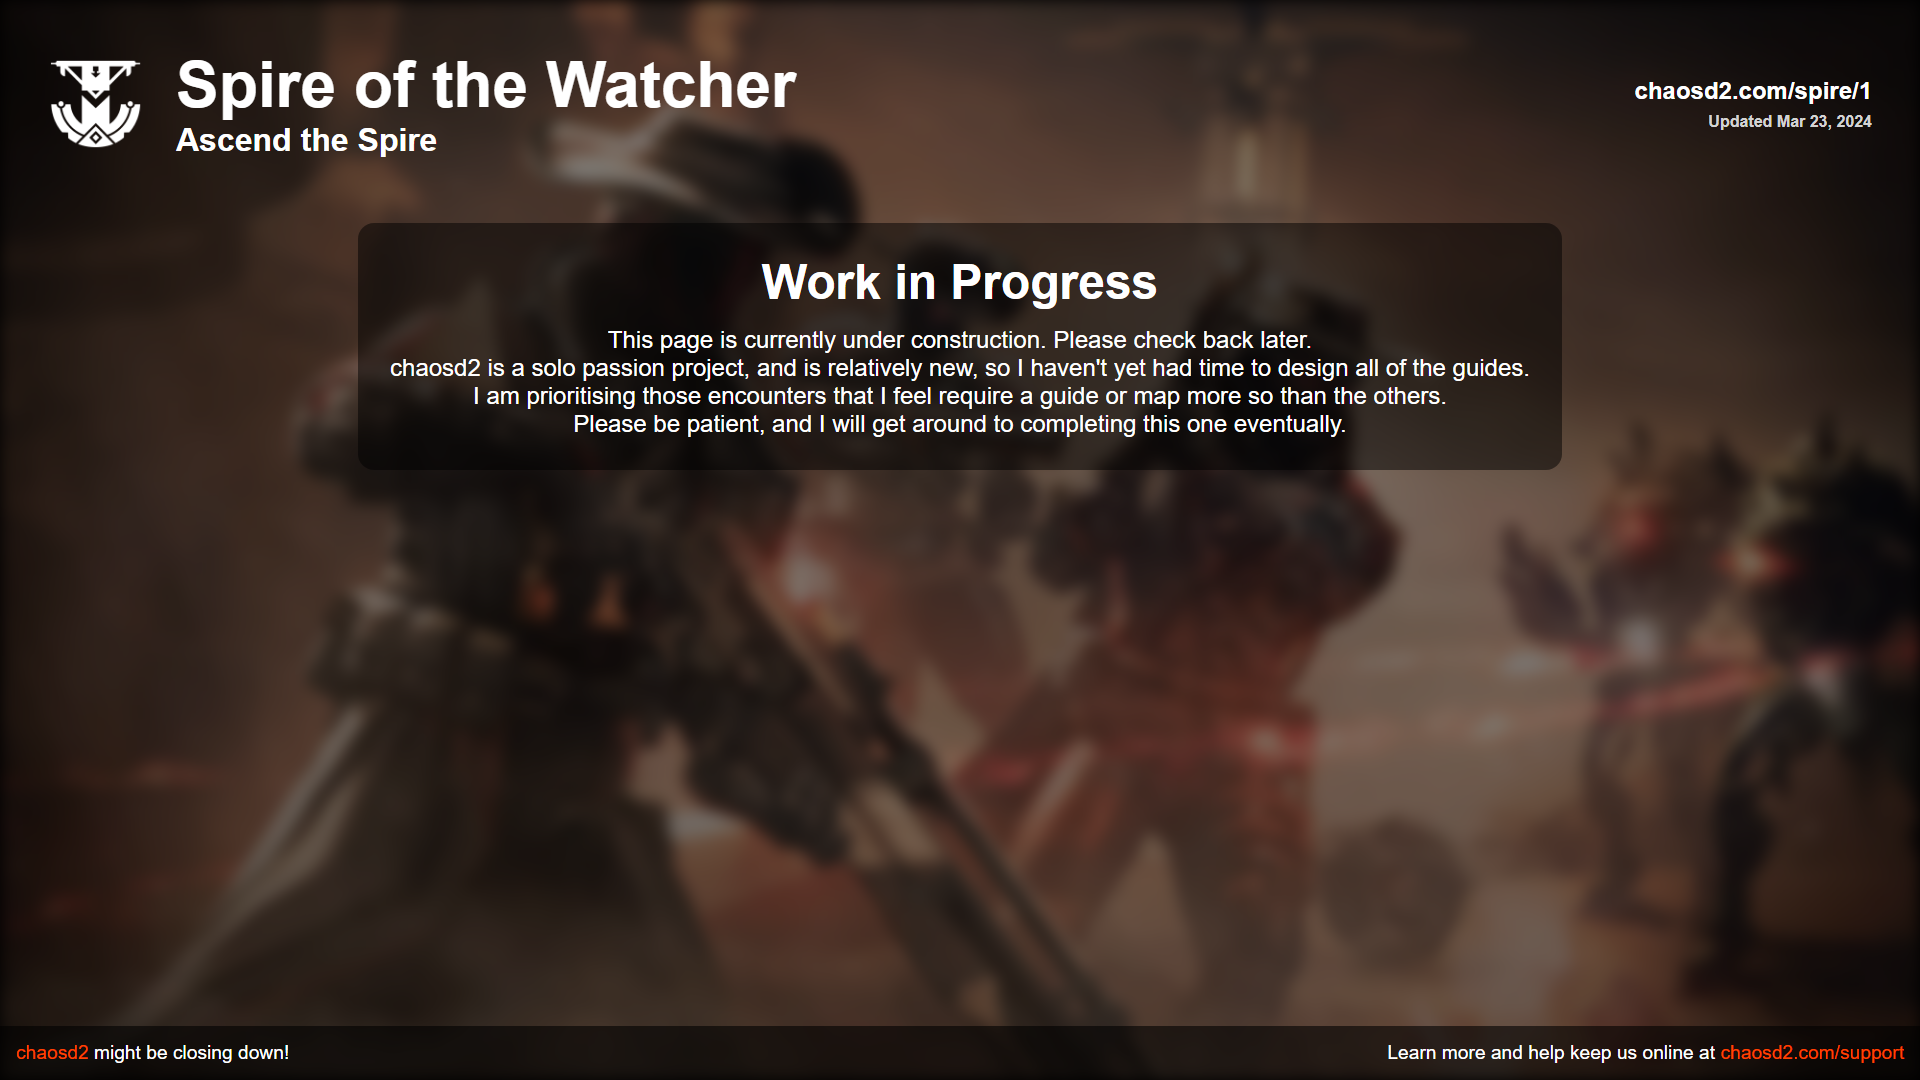 Spire of the Watcher
Ascend the Spire
chaosd2.com/spire/1
Updated Mar 23, 2024
Work in Progress
This page is currently under construction. Please check back later.
chaosd2 is a solo passion project, and is relatively new, so I haven't yet had time to design all of the guides.
I am prioritising those encounters that I feel require a guide or map more so than the others.
Please be patient, and I will get around to completing this one eventually.
chaosd2 might be closing down!
Learn more and help keep us online at chaosd2.com/support